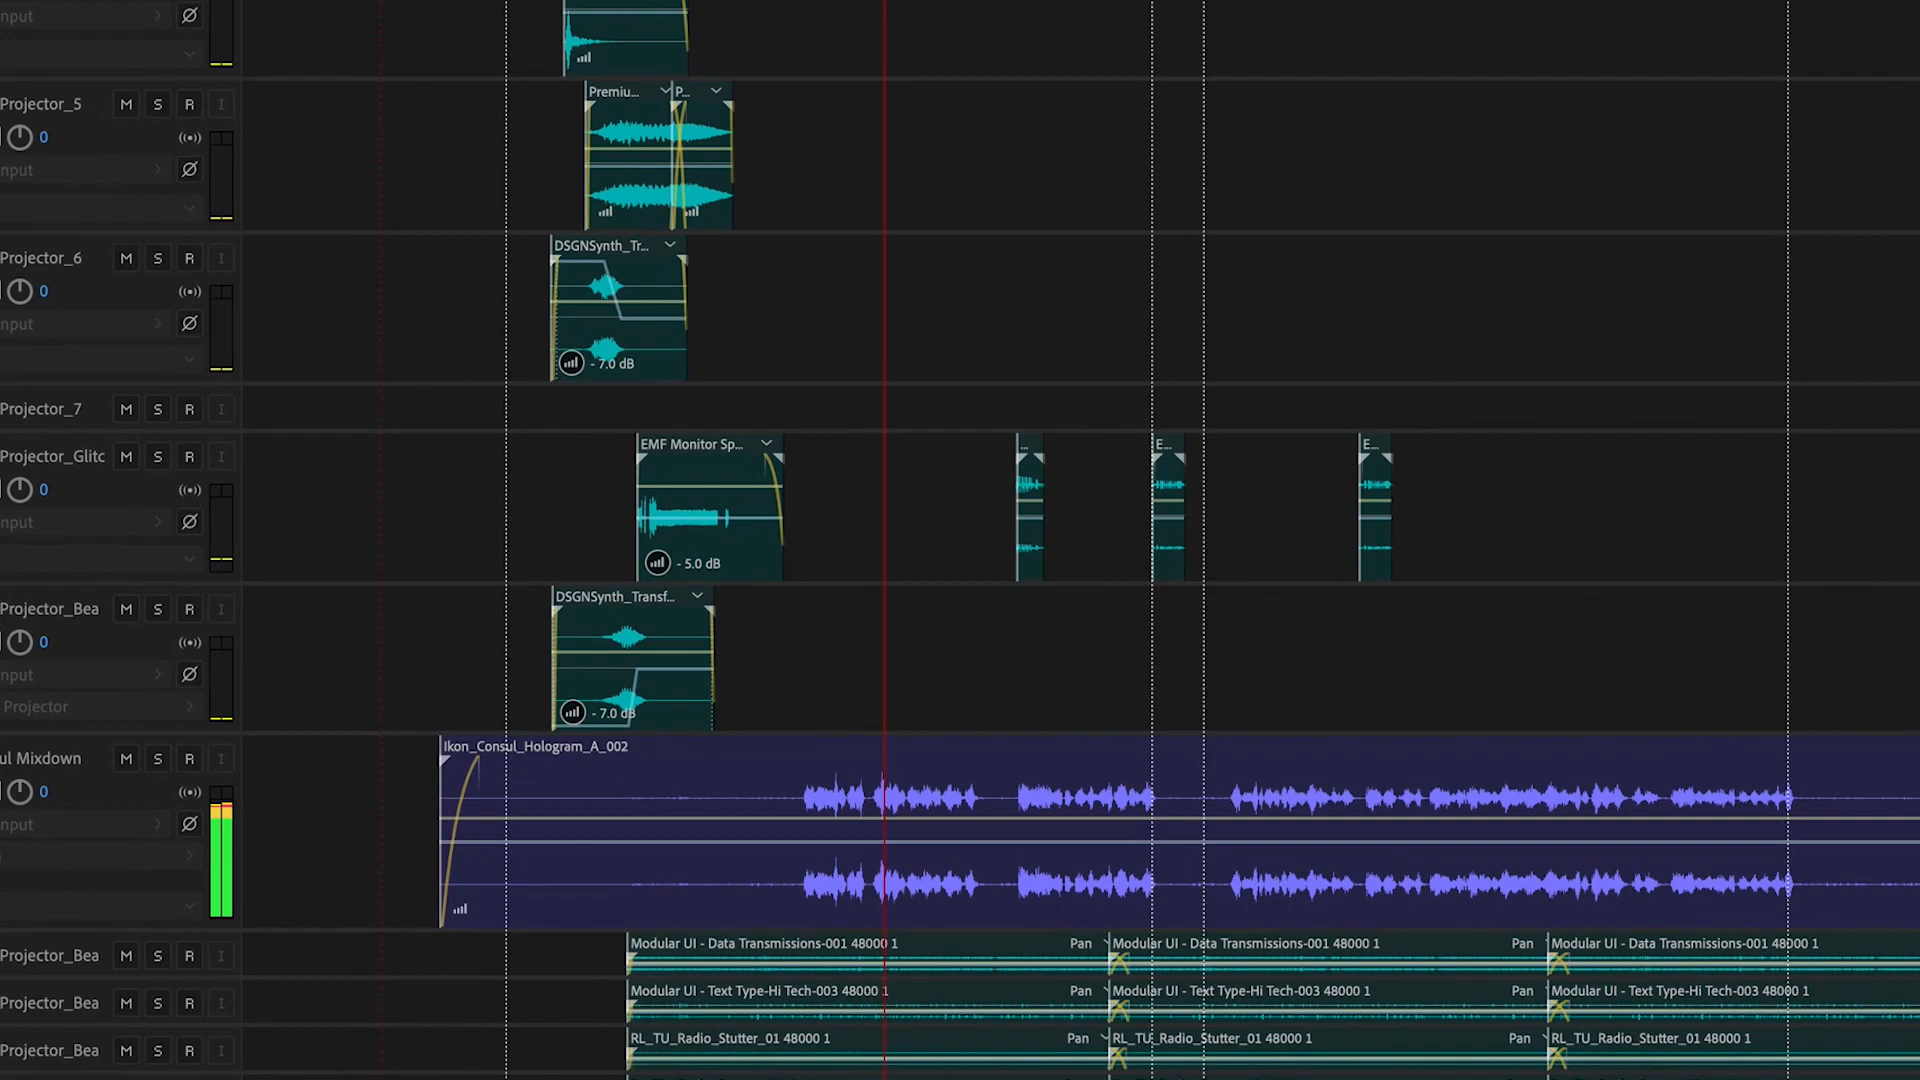 nput
Premiu... P...
Projector_5 M S R I
0
nput
DSGNSynth_Tr...
Projector_6 M S R I
0
nput
- 7.0 dB
Projector_7 M S R I
EMF Monitor Sp... ... E... E...
Projector_Glitc M S R I
0
nput
- 5.0 dB
DSGNSynth_Transf...
Projector_Bea M S R I
0
nput
Projector
- 7.0 dB
Ikon_Consul_Hologram_A_002
ul Mixdown M S R I
0
nput
Modular UI - Data Transmissions-001 48000 1 Pan Modular UI - Data Transmissions-001 48000 1 Pan Modular UI - Data Transmissions-001 48000 1
Projector_Bea M S R I
Modular UI - Text Type-Hi Tech-003 48000 1 Pan Modular UI - Text Type-Hi Tech-003 48000 1 Pan Modular UI - Text Type-Hi Tech-003 48000 1
Projector_Bea M S R I
RL_TU_Radio_Stutter_01 48000 1 Pan RL_TU_Radio_Stutter_01 48000 1 Pan RL_TU_Radio_Stutter_01 48000 1
Projector_Bea M S R I